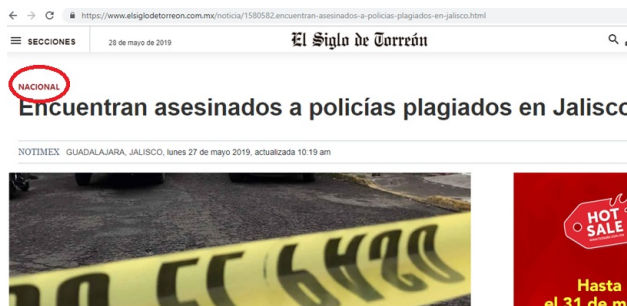 https://www.elsiglodetorreon.com.mx/noticia/1580582.encuentran-asesinados-a-policias-plagiados-en-jalisco.html
SECCIONES
28 de mayo de 2019
El Siglo de Torreón
NACIONAL
Encuentran asesinados a policías plagiados en Jalisco
NOTIMEX GUADALAJARA, JALISCO, lunes 27 de mayo 2019, actualizada 10:19 am
HOT
SALE
Hasta
el 31 de m